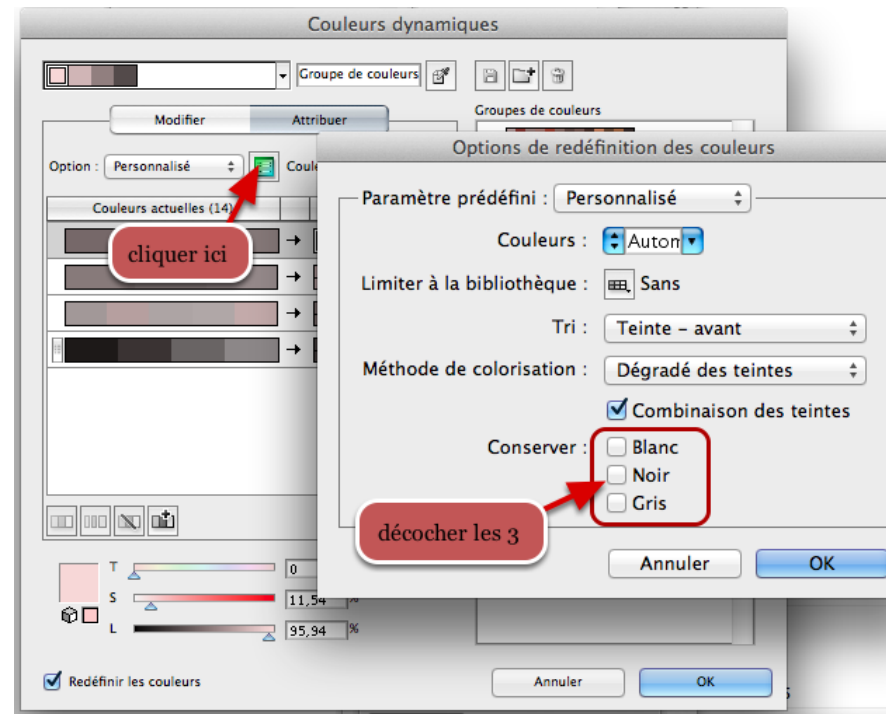 Couleurs dynamiques
Groupe de couleurs
Groupes de couleurs
Modifier
Attribuer
Option :
Personnalisé
Couleurs actuelles (14)
cliquer ici
T
0
S
11,54
%
L
95,94
%
Redéfinir les couleurs
Annuler
OK
Options de redéfinition des couleurs
Paramètre prédéfini :
Personnalisé
Couleurs :
Limiter à la bibliothèque :
Sans
Tri :
Teinte – avant
Méthode de colorisation :
Dégradé des teintes
Combinaison des teintes
Conserver :
Blanc
Noir
Gris
décocher les 3
Annuler
OK